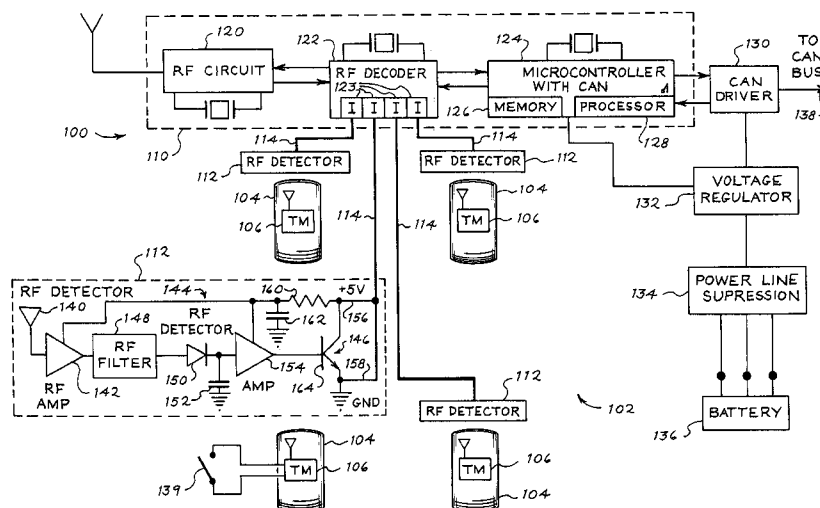 120
122
124
130
TO
CAN
BUS
RF CIRCUIT
RF DECODER
MICROCONTROLLER
WITH CAN
CAN
DRIVER
123
I I I I
126
MEMORY
PROCESSOR
138
100
110
114
114
128
RF DETECTOR
112
RF DETECTOR
112
VOLTAGE
REGULATOR
132
104
104
TM
106
TM
106
114
114
112
RF DETECTOR
144
160
+5V
156
POWER LINE
SUPRESSION
134
140
148
RF
DETECTOR
162
RF
FILTER
146
158
RF
AMP
142
150
152
AMP
154
164
GND
112
RF DETECTOR
102
BATTERY
136
104
TM
106
139
106
TM
104